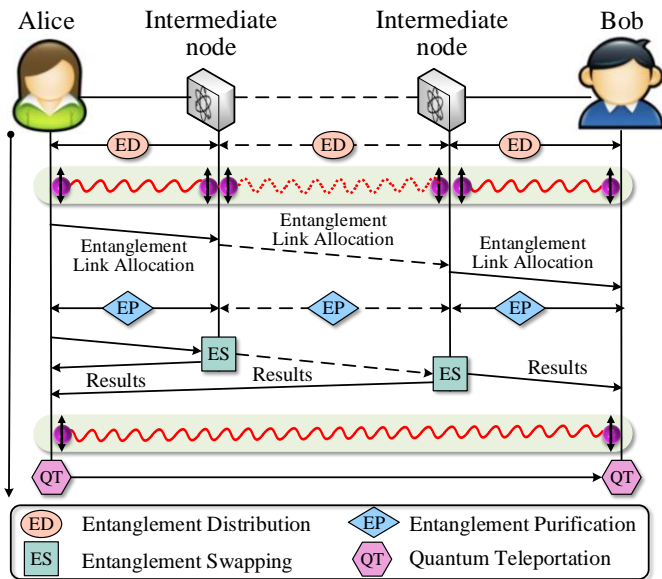 Alice
Intermediate
node
Intermediate
node
Bob
ED
ED
ED
Entanglement
Link Allocation
Entanglement
Link Allocation
Entanglement
Link Allocation
EP
EP
EP
ES
ES
Results
Results
Results
QT
QT
ED Entanglement Distribution
EP Entanglement Purification
ES Entanglement Swapping
QT Quantum Teleportation